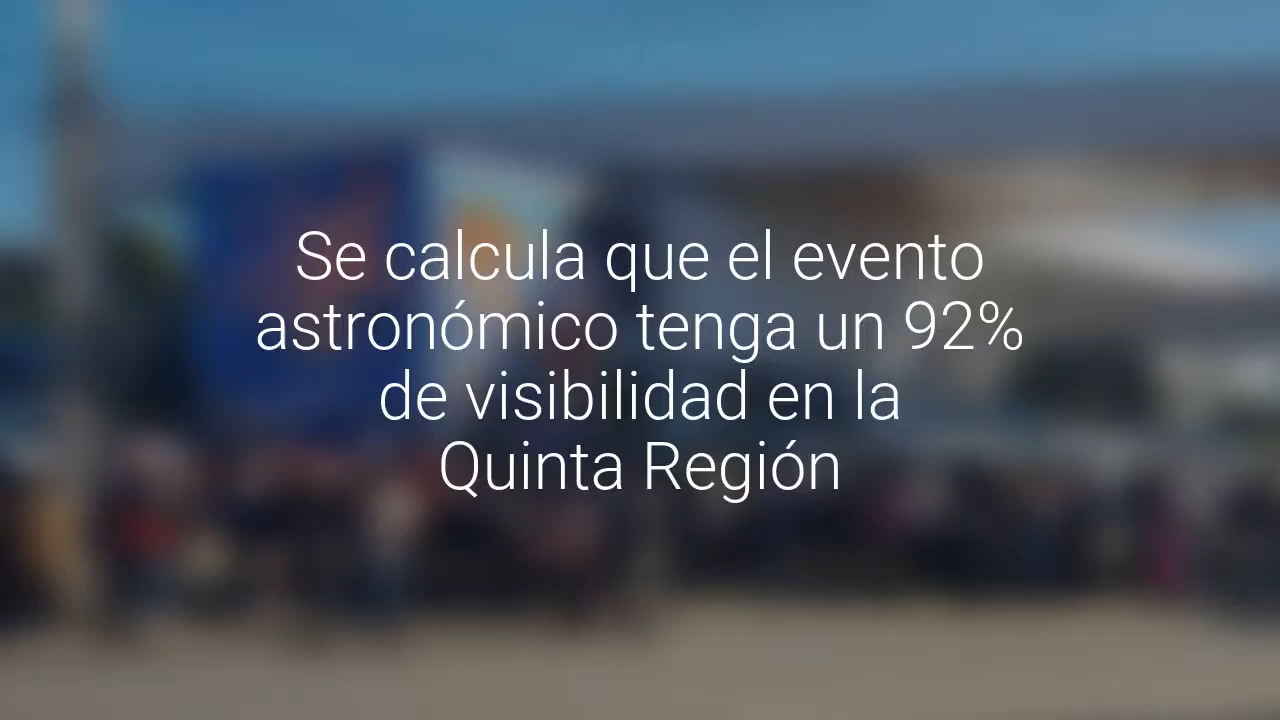 Se calcula que el evento
astronómico tenga un 92%
de visibilidad en la
Quinta Región